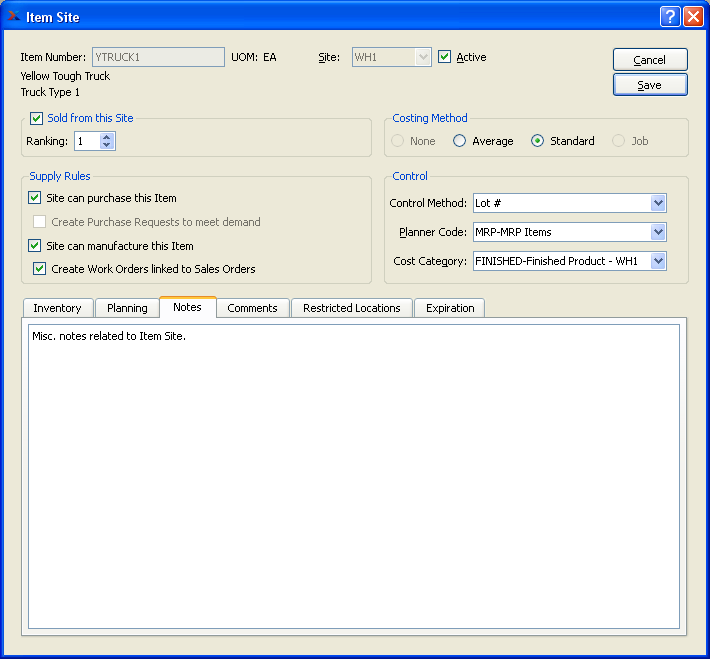 Item Site
Item Number: YTRUCK1 UOM: EA Site: WH1 Active
Cancel
Yellow Tough Truck
Truck Type 1
Save
Sold from this Site
Ranking: 1
Costing Method
None Average Standard Job
Supply Rules
Site can purchase this Item
Create Purchase Requests to meet demand
Site can manufacture this Item
Create Work Orders linked to Sales Orders
Control
Control Method: Lot #
Planner Code: MRP-MRP Items
Cost Category: FINISHED-Finished Product - WH1
Inventory Planning Notes Comments Restricted Locations Expiration
Misc. notes related to Item Site.